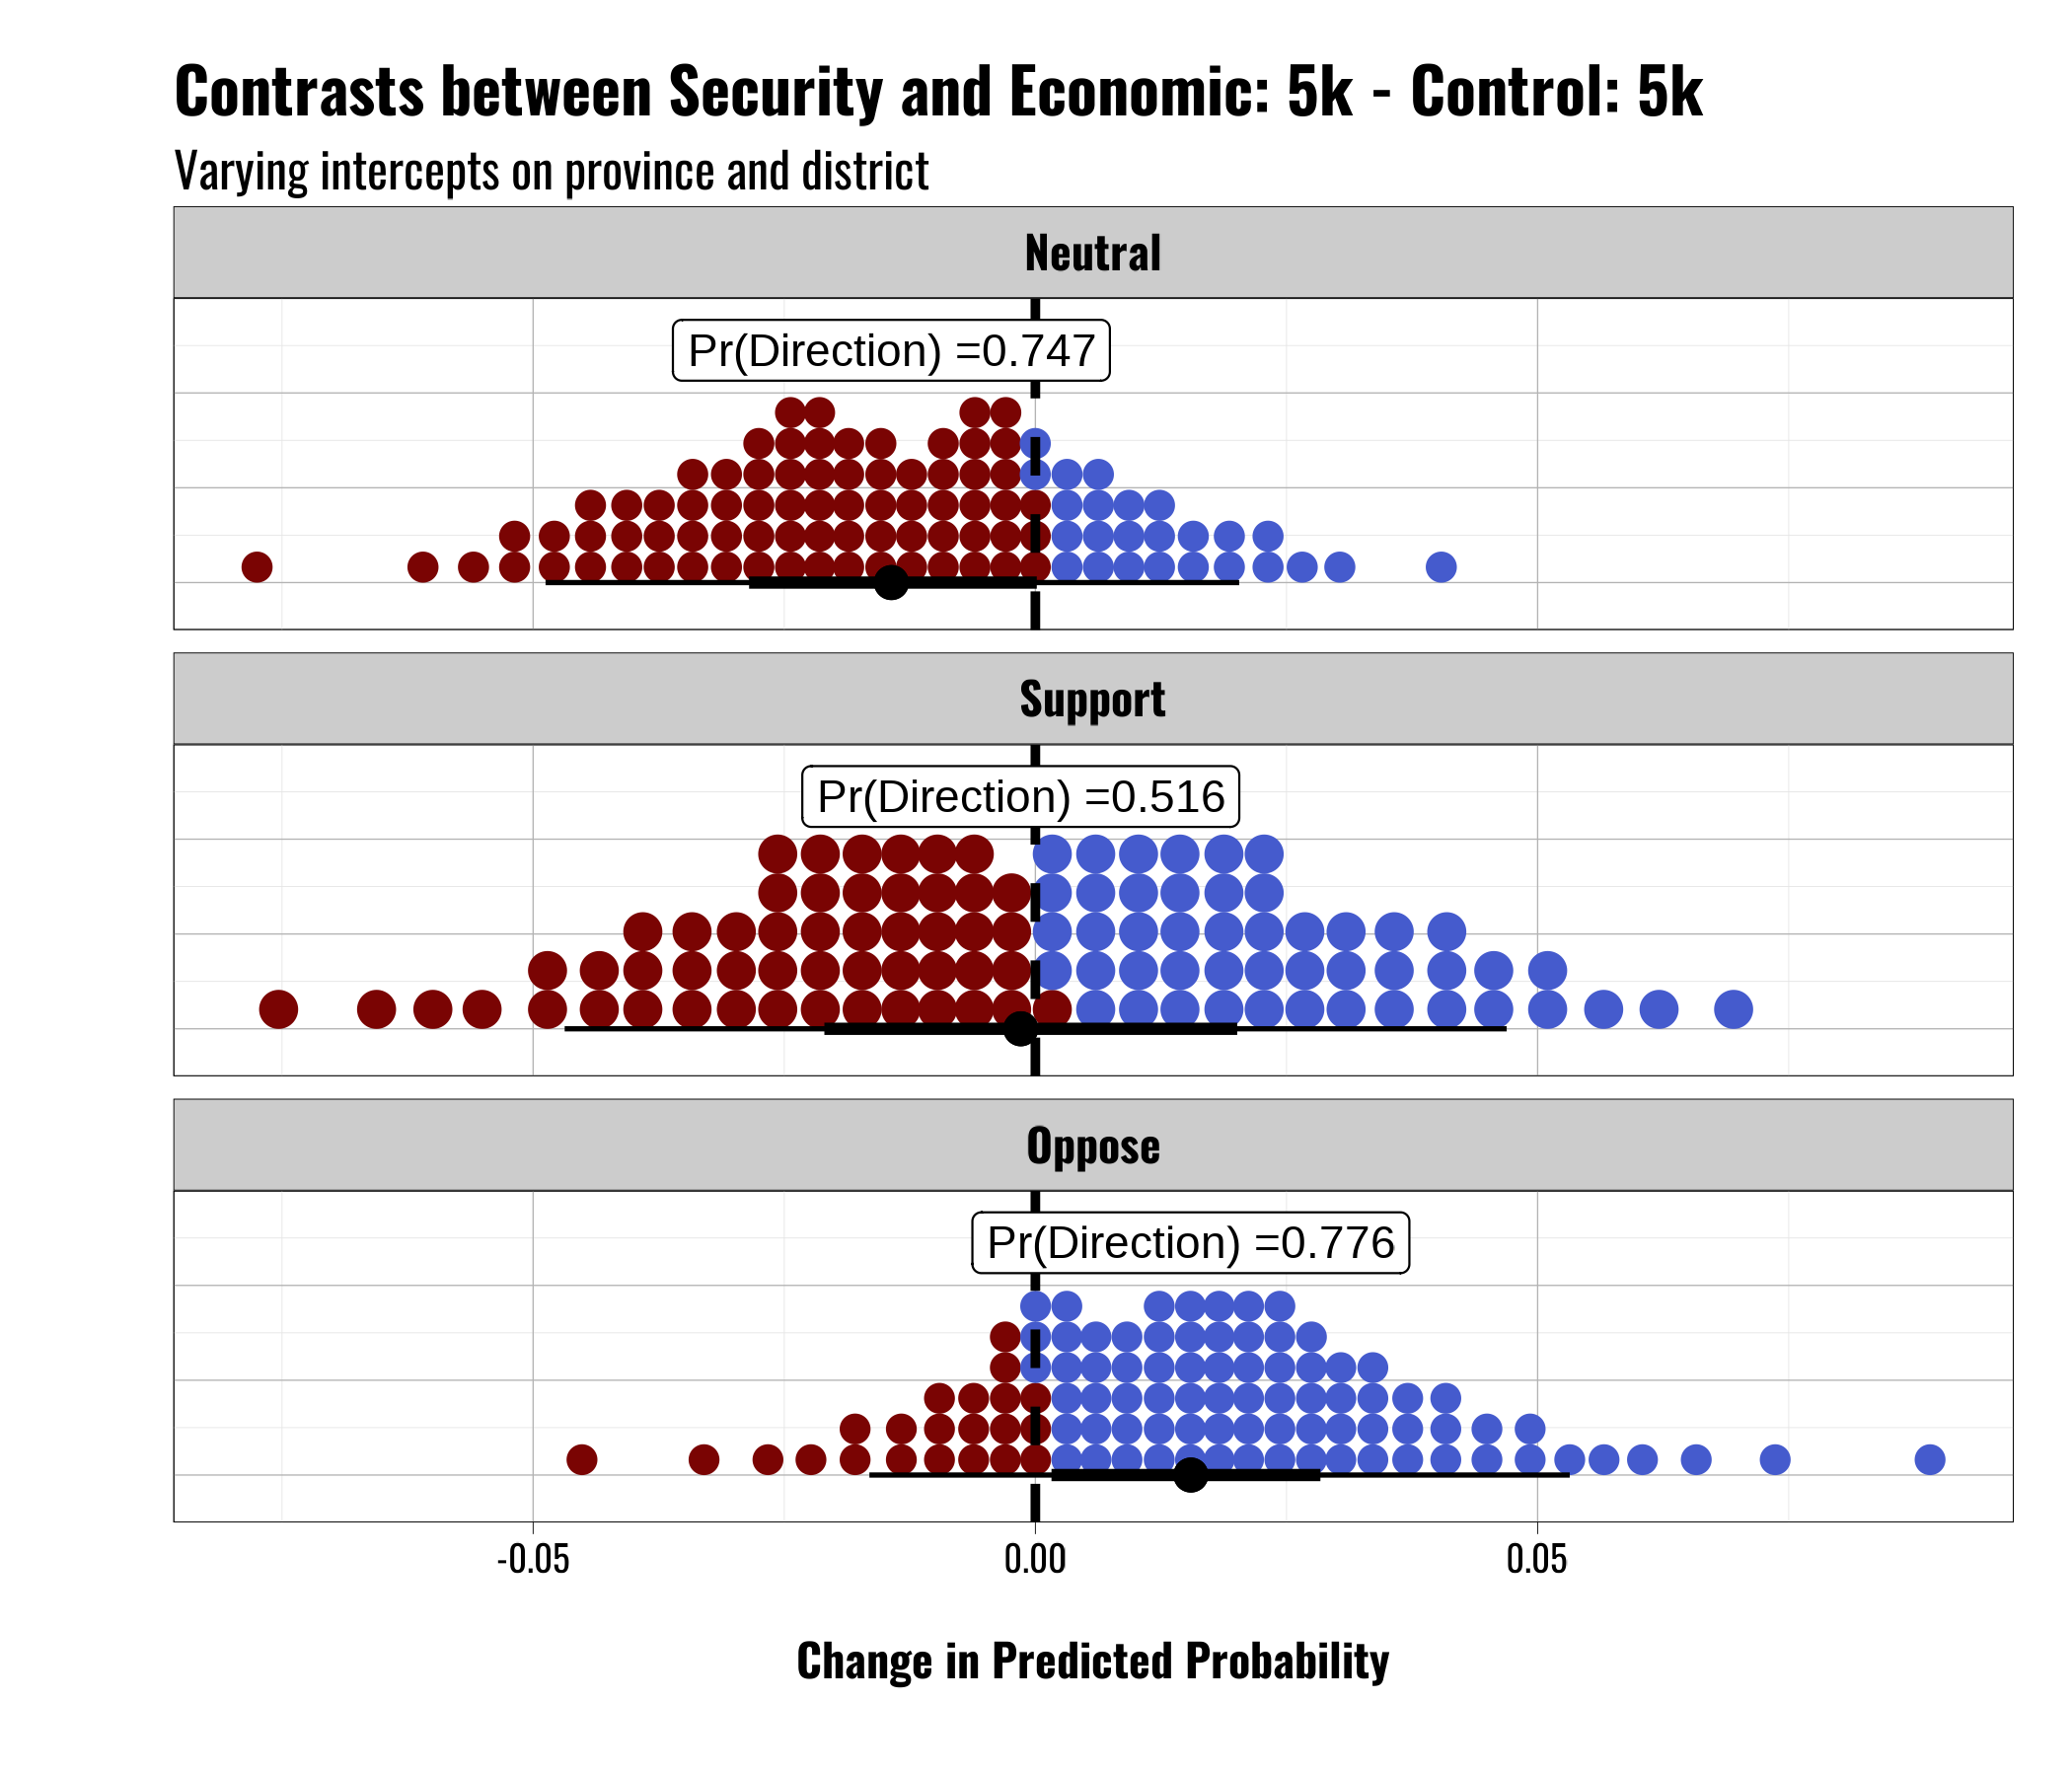 Contrasts between Security and Economic: 5k - Control: 5k
Varying intercepts on province and district
Neutral
Pr(Direction) =0.747
Support
Pr(Direction) =0.516
Oppose
Pr(Direction) =0.776
-0.05 0.00 0.05
Change in Predicted Probability